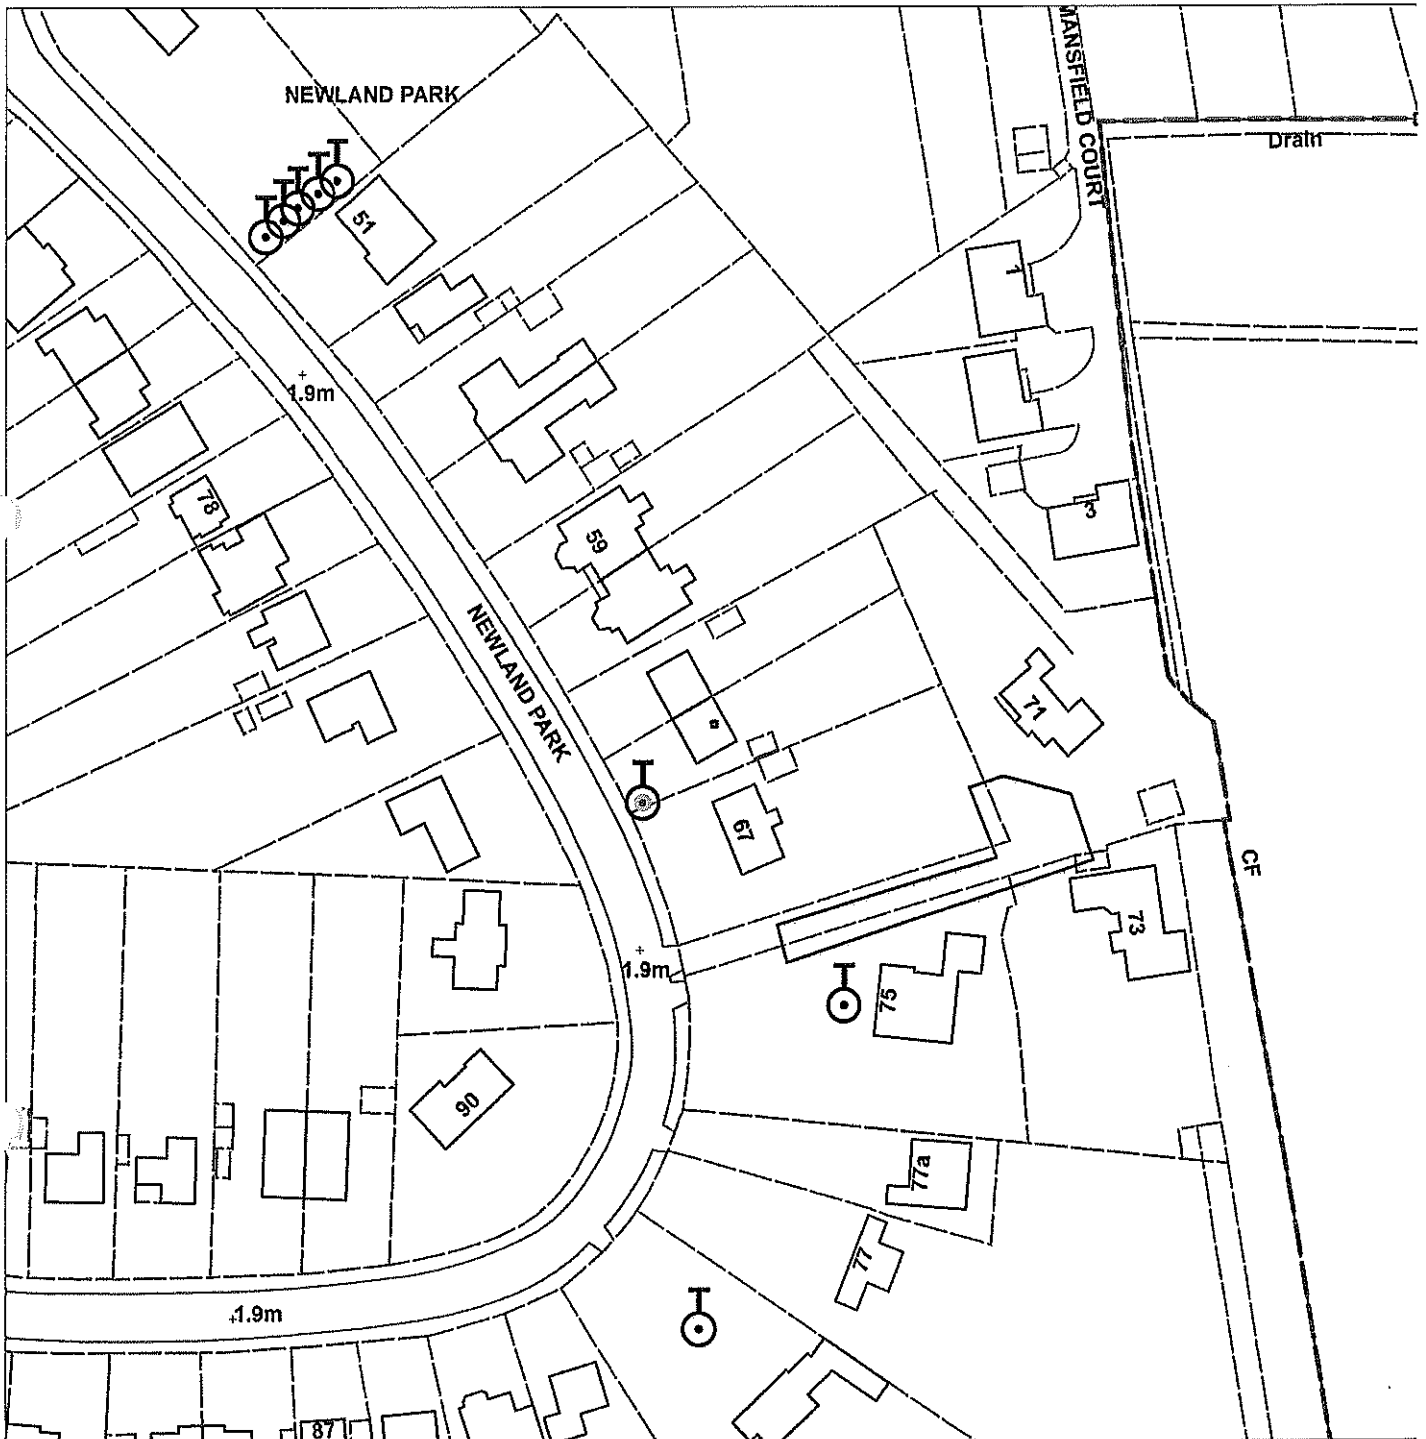 MANSFIELD COURT
NEWLAND PARK
Drain
T
T
T
T
T
51
1
1.9m
78
3
59
NEWLAND PARK
71
T
67
CF
73
1.9m
T
75
90
77a
77
T
1.9m
87